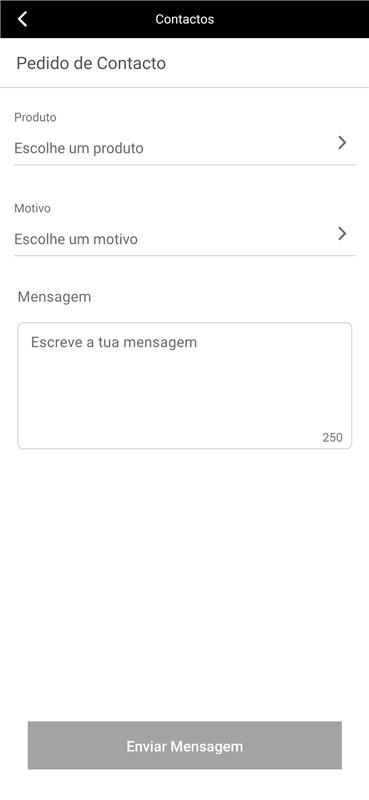 Contactos
Pedido de Contacto
Produto
Escolhe um produto
Motivo
Escolhe um motivo
Mensagem
Escreve a tua mensagem
250
Enviar Mensagem